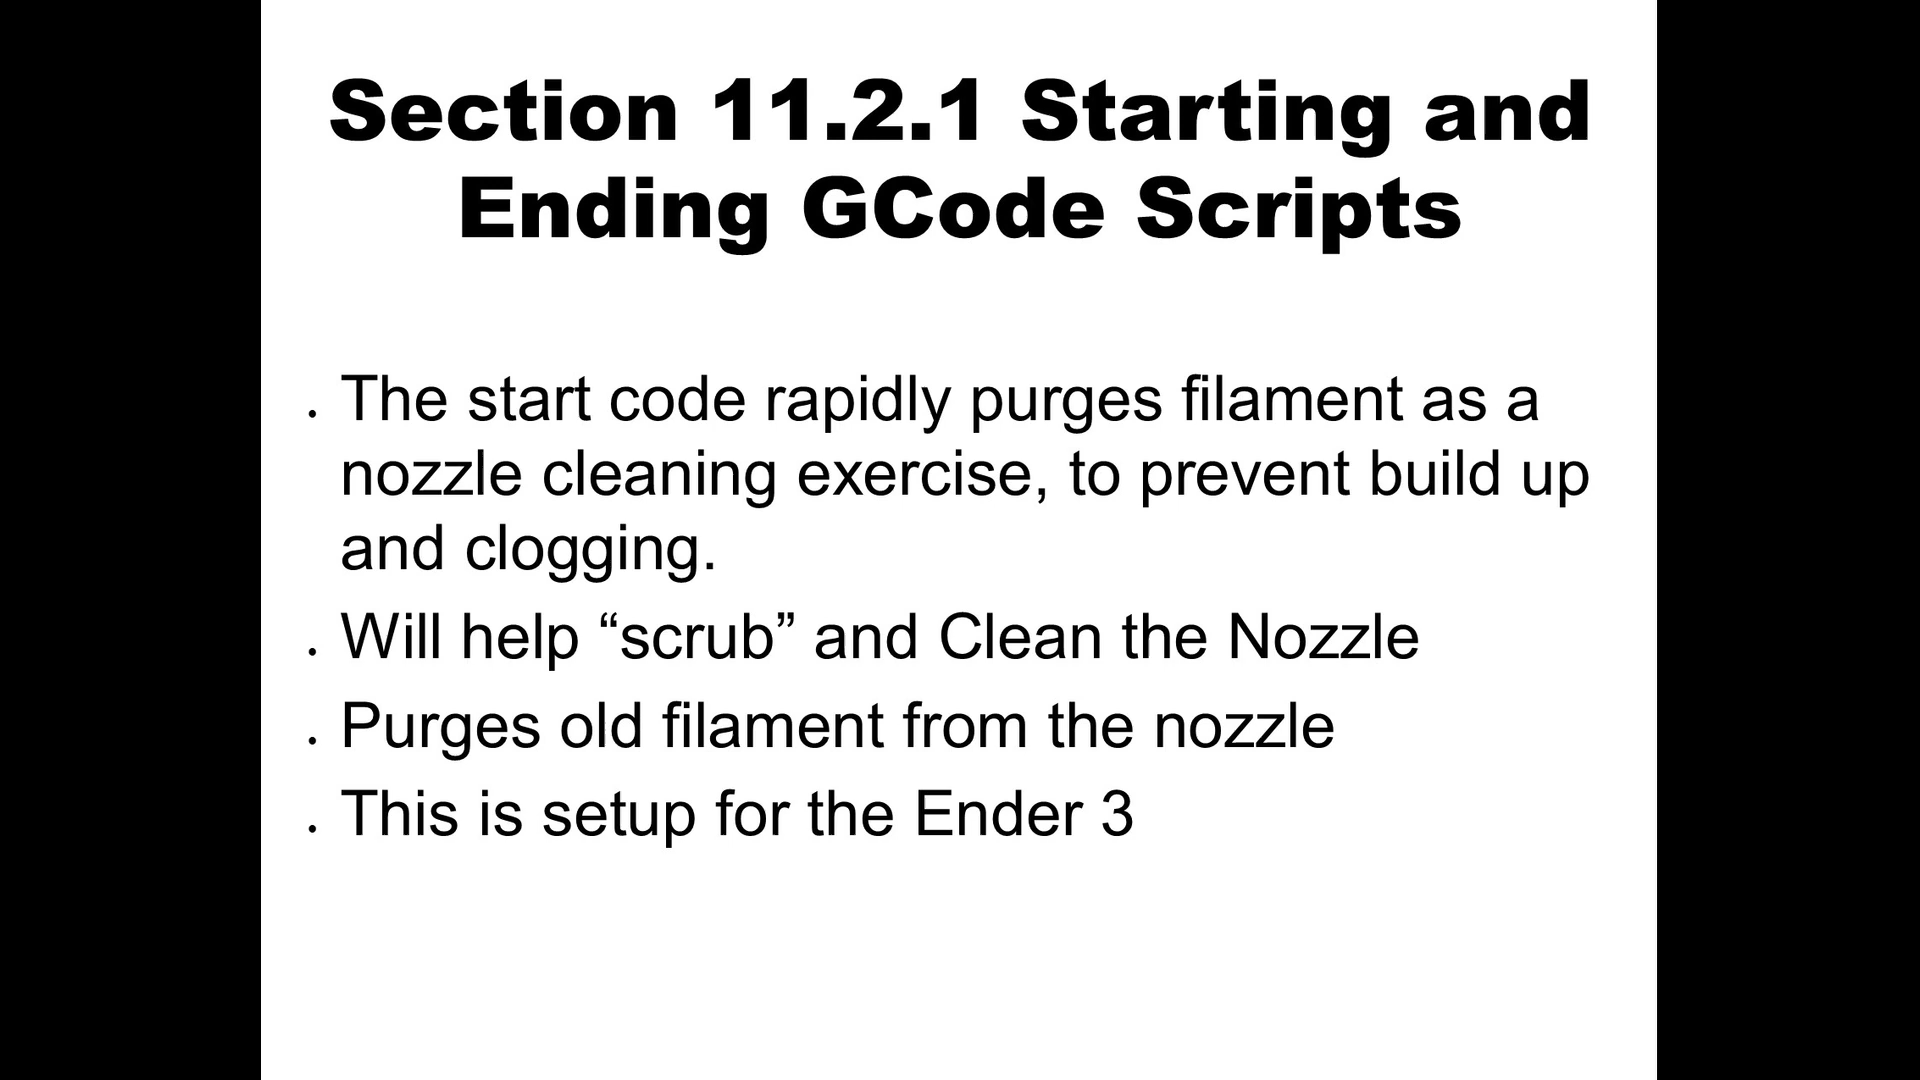 Section 11.2.1 Starting and
Ending GCode Scripts
• The start code rapidly purges filament as a
nozzle cleaning exercise, to prevent build up
and clogging.
• Will help “scrub” and Clean the Nozzle
• Purges old filament from the nozzle
• This is setup for the Ender 3